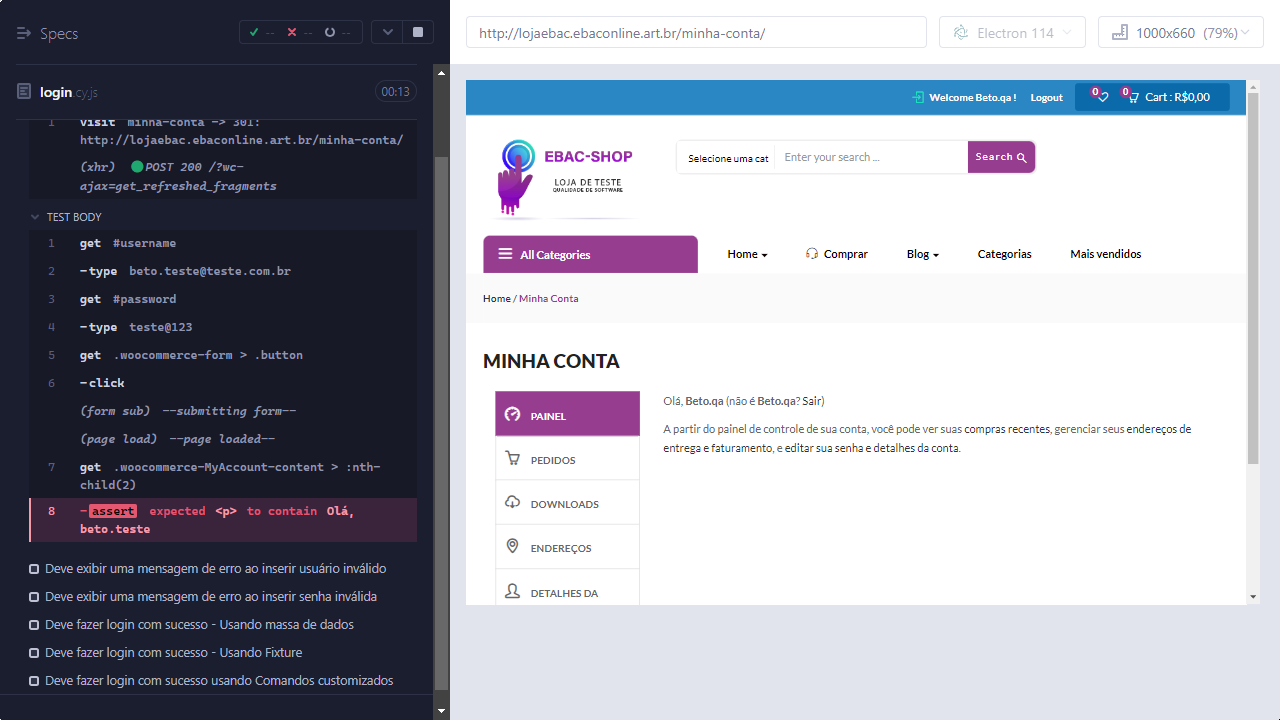 Specs
-- -- --
login.cy.js
00:13
1 visit minha-conta -> 301:
http://lojaebac.ebaconline.art.br/minha-conta/
(xhr) POST 200 /?wc-
ajax=get_refreshed_fragments
TEST BODY
1 get #username
2 -type beto.teste@teste.com.br
3 get #password
4 -type teste@123
5 get .woocommerce-form > .button
6 -click
(form sub) --submitting form--
(page load) --page loaded--
7 get .woocommerce-MyAccount-content > :nth-
child(2)
8 -assert expected <p> to contain Olá,
beto.teste
Deve exibir uma mensagem de erro ao inserir usuário inválido
Deve exibir uma mensagem de erro ao inserir senha inválida
Deve fazer login com sucesso - Usando massa de dados
Deve fazer login com sucesso - Usando Fixture
Deve fazer login com sucesso usando Comandos customizados
http://lojaebac.ebaconline.art.br/minha-conta/
Electron 114
1000x660 (79%)
Welcome Beto.qa !
Logout
0
0
Cart : R$0,00
EBAC-SHOP
LOJA DE TESTE
QUALIDADE DE SOFTWARE
Selecione uma cat
Enter your search ...
Search
All Categories
Home
Comprar
Blog
Categorias
Mais vendidos
Home / Minha Conta
MINHA CONTA
PAINEL
PEDIDOS
DOWNLOADS
ENDEREÇOS
DETALHES DA
Olá, Beto.qa (não é Beto.qa? Sair)
A partir do painel de controle de sua conta, você pode ver suas compras recentes, gerenciar seus endereços de
entrega e faturamento, e editar sua senha e detalhes da conta.